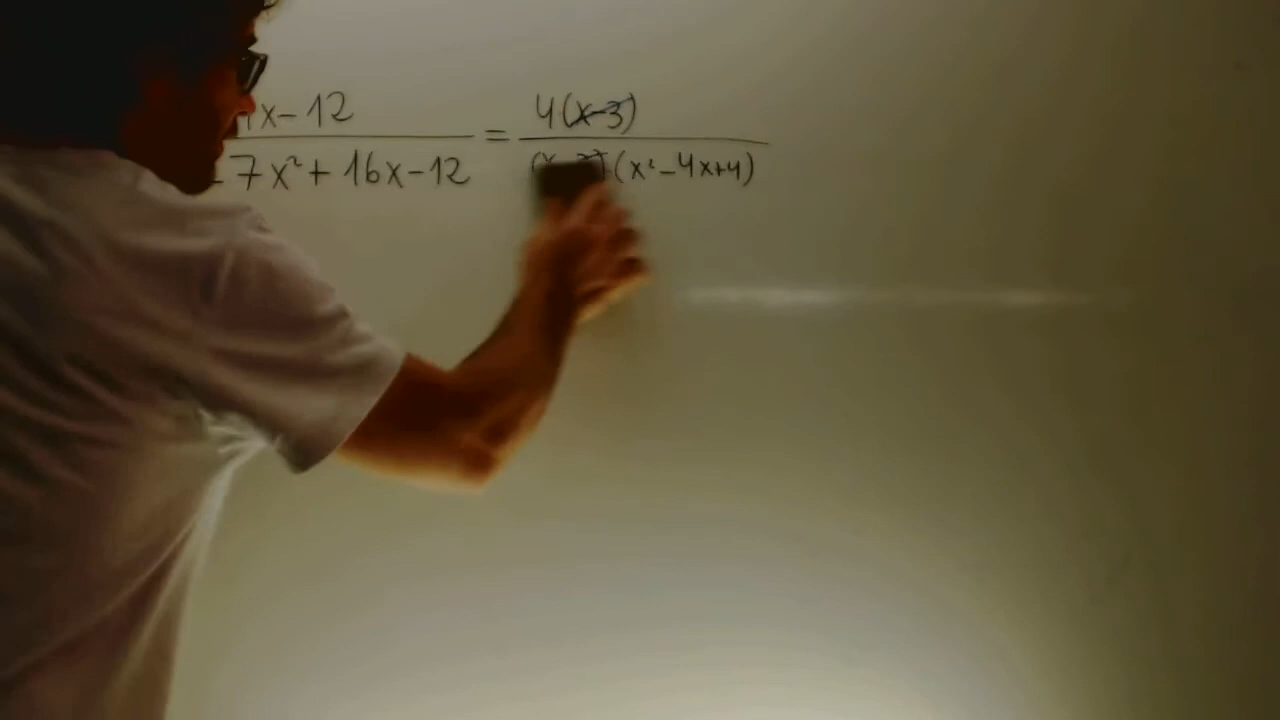 x-12 = 4(x-3)
7x²+16x-12 (x²-4x+4)